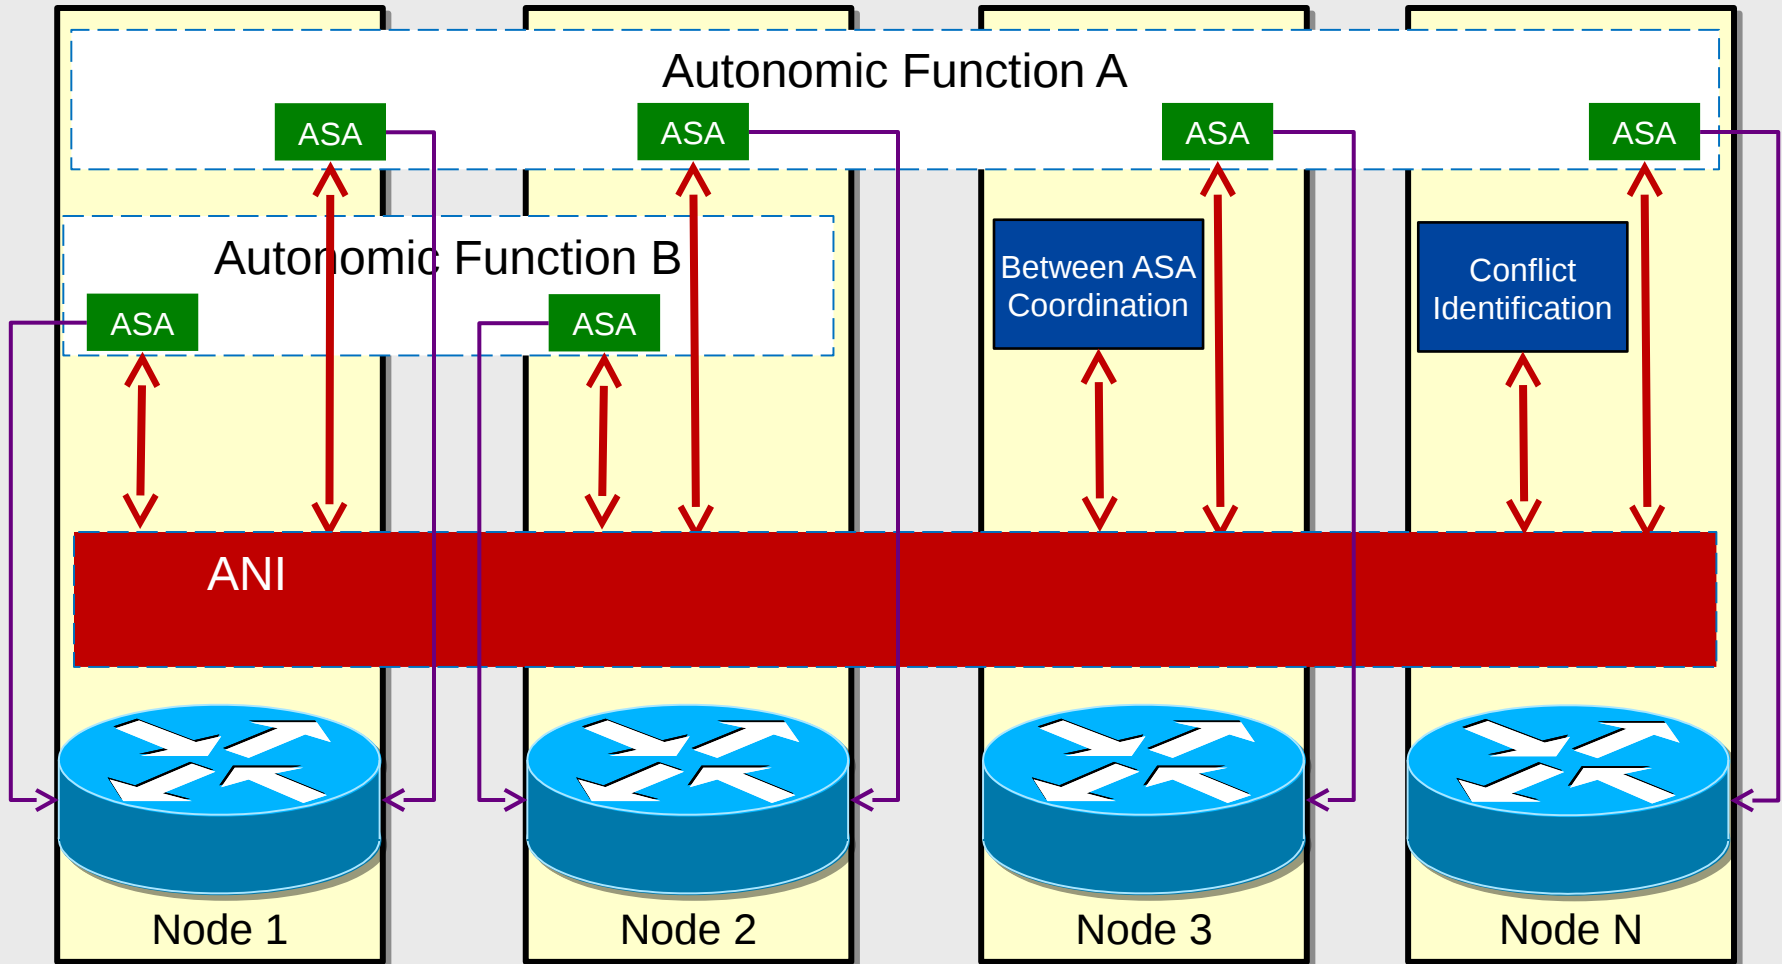 Autonomic Function A
ASA
ASA
ASA
ASA
Autonomic Function B
ASA
ASA
Between ASA
Coordination
Conflict
Identification
ANI
Node 1
Node 2
Node 3
Node N